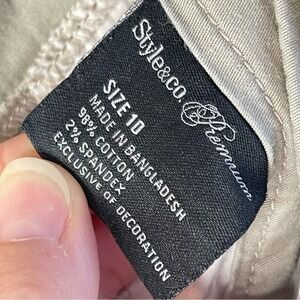 Style&co.
Premium
SIZE 10
MADE IN BANGLADESH
98% COTTON
2% SPANDEX
EXCLUSIVE OF DECORATION